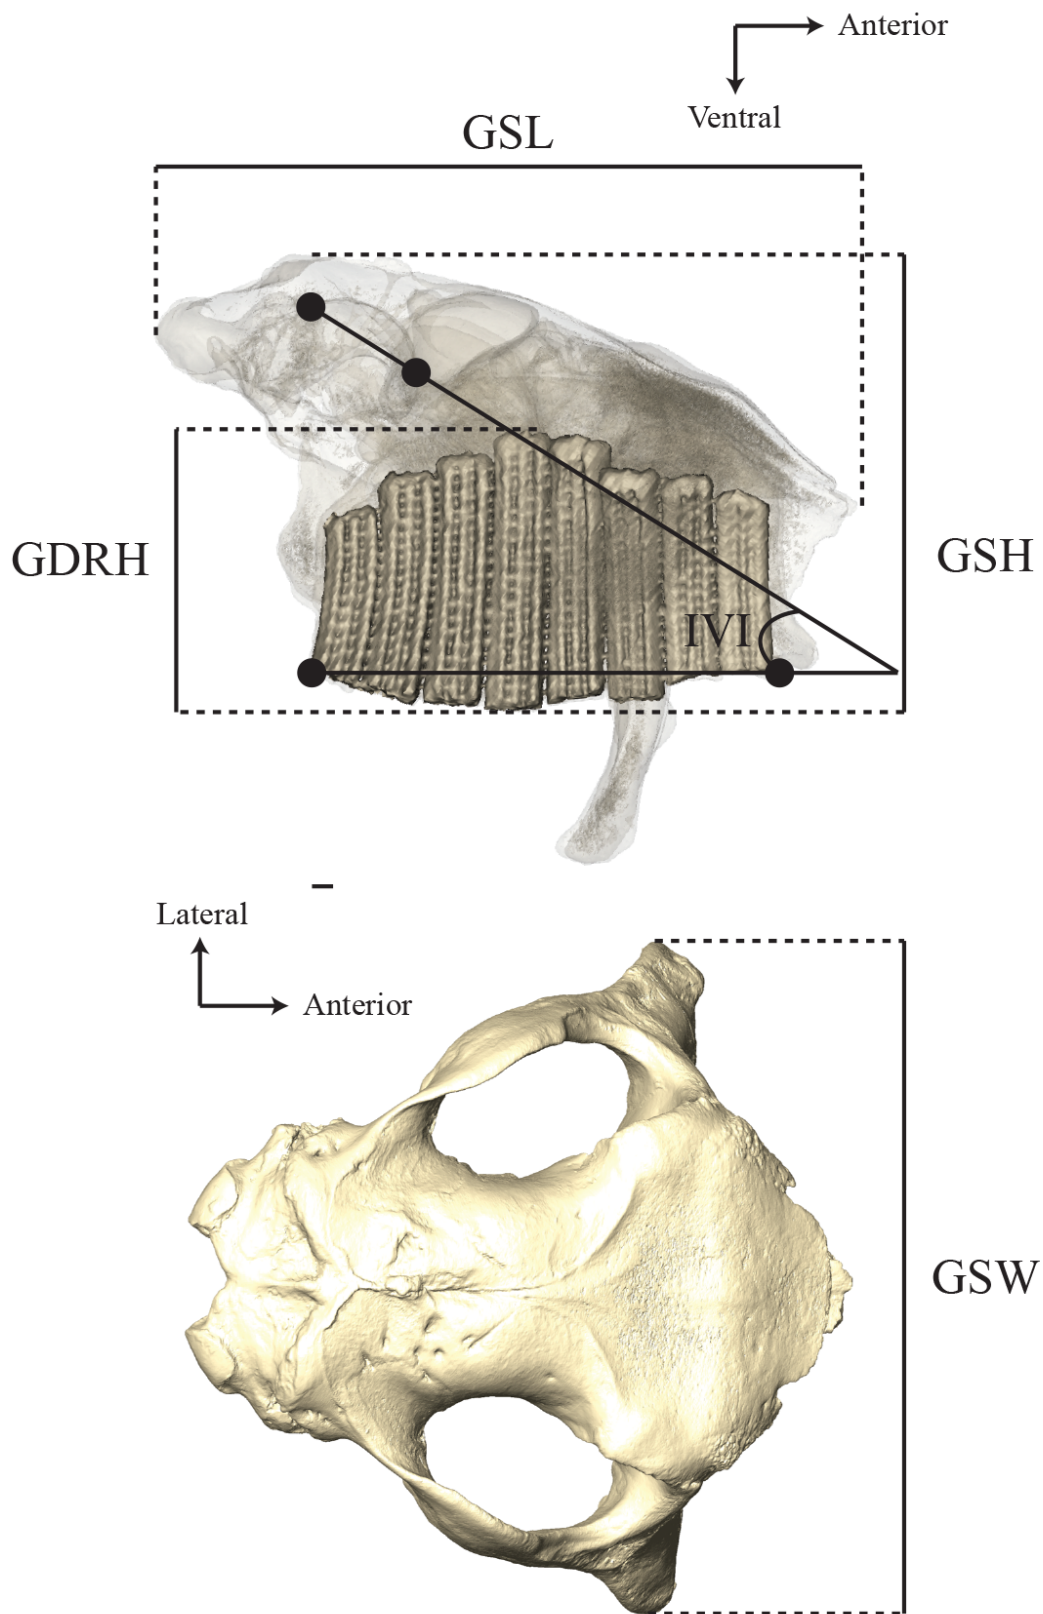 Anterior
Ventral
GSL
GDRH
GSH
IVI
Lateral
Anterior
GSW